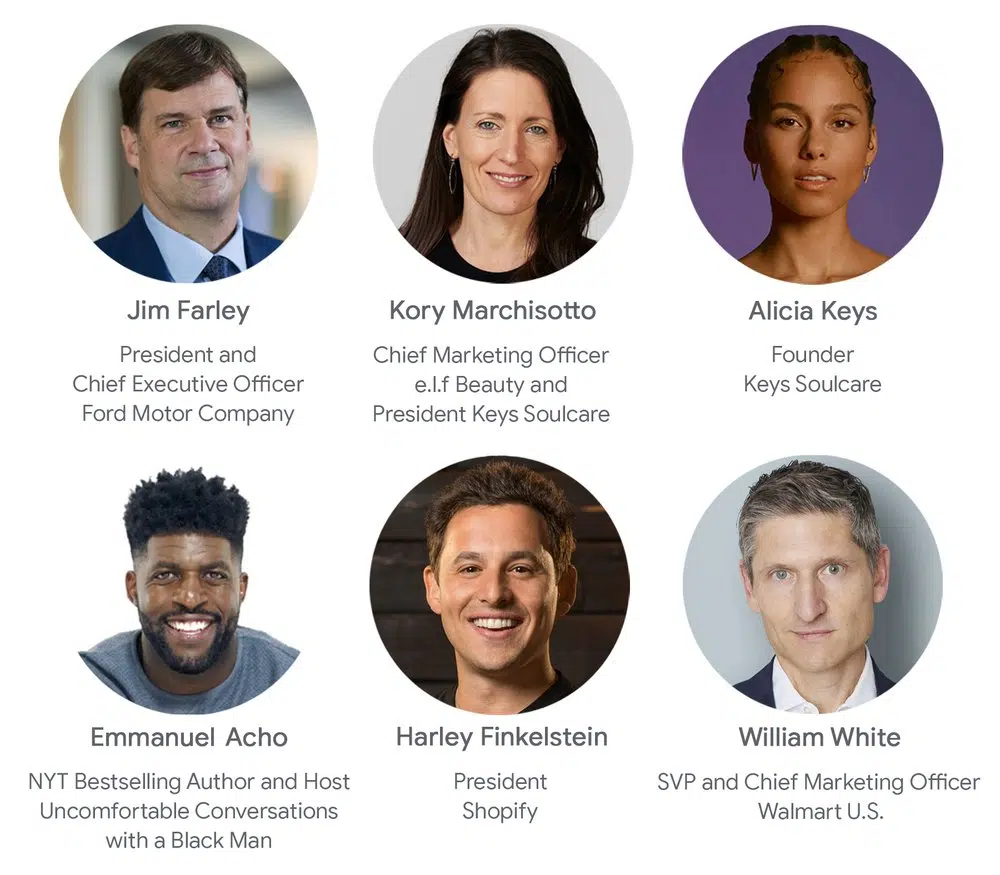 Jim Farley
President and
Chief Executive Officer
Ford Motor Company
Kory Marchisotto
Chief Marketing Officer
e.l.f Beauty and
President Keys Soulcare
Alicia Keys
Founder
Keys Soulcare
Emmanuel Acho
NYT Bestselling Author and Host
Uncomfortable Conversations
with a Black Man
Harley Finkelstein
President
Shopify
William White
SVP and Chief Marketing Officer
Walmart U.S.